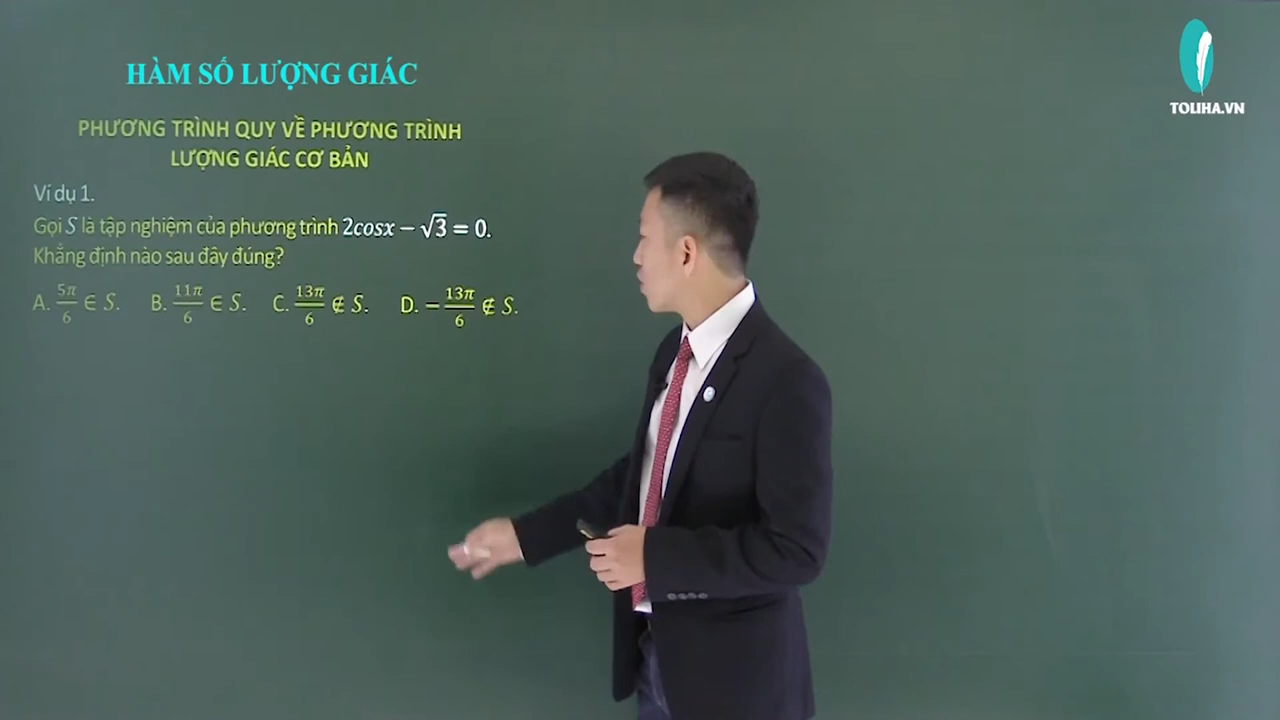 HÀM SỐ LƯỢNG GIÁC
TOLIHA.VN
PHƯƠNG TRÌNH QUY VỀ PHƯƠNG TRÌNH
LƯỢNG GIÁC CƠ BẢN
Ví dụ 1.
Gọi S là tập nghiệm của phương trình 2cosx − √3 = 0.
Khẳng định nào sau đây đúng?
A. 5π/6 ∈ S. B. 11π/6 ∈ S. C. 13π/6 ∉ S. D. − 13π/6 ∉ S.